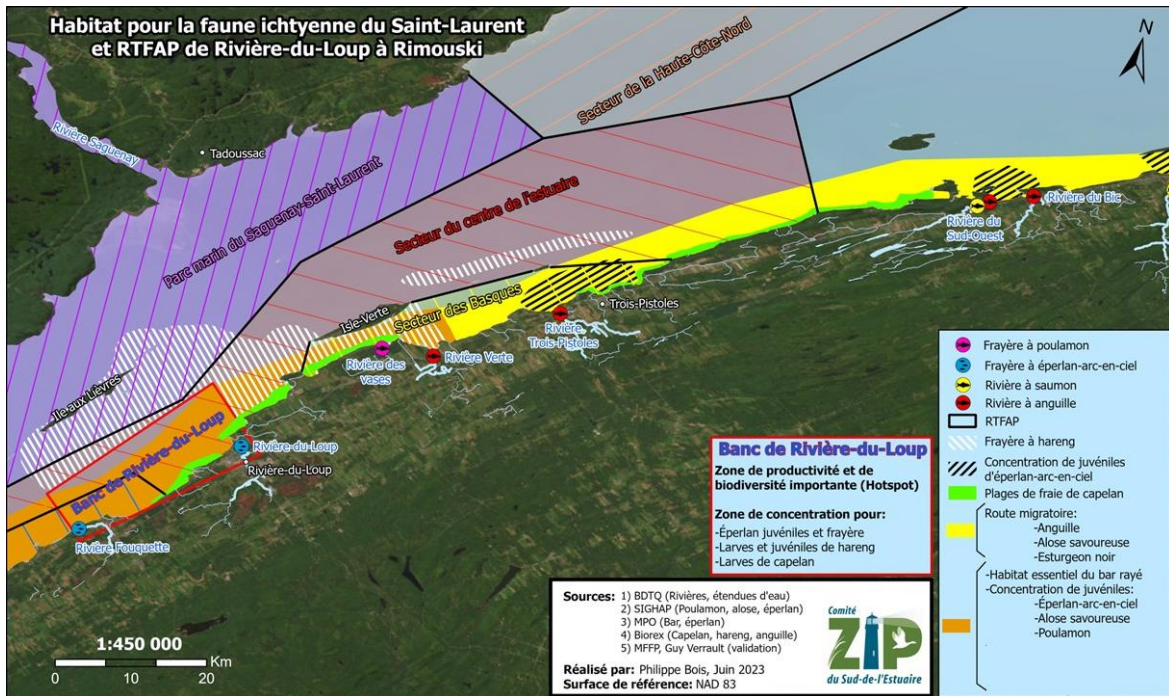 Habitat pour la faune ichtyenne du Saint-Laurent
et RTFAP de Rivière-du-Loup à Rimouski
N
Rivière Saguenay
Tadoussac
Parc marin du Saguenay-Saint-Laurent
Secteur de la Haute-Côte-Nord
Secteur du centre de l'estuaire
Secteur des Basques
Isle-Verte
Ile aux Lièvres
Banc de Rivière-du-Loup
Rivière du Bic
Rivière du
Sud-Ouest
Trois-Pistoles
Rivière
Trois-Pistoles
Rivière Verte
Rivière des
vases
Rivière-du-Loup
Rivière-du-Loup
Rivière Fouquette
Frayère à poulamon
Frayère à éperlan-arc-en-ciel
Rivière à saumon
Rivière à anguille
RTFAP
Frayère à hareng
Concentration de juvéniles
d'éperlan-arc-en-ciel
Plages de fraie de capelan
Route migratoire:
-Anguille
-Alose savoureuse
-Esturgeon noir
-Habitat essentiel du bar rayé
-Concentration de juvéniles:
-Éperlan-arc-en-ciel
-Alose savoureuse
-Poulamon
Banc de Rivière-du-Loup
Zone de productivité et de
biodiversité importante (Hotspot)
Zone de concentration pour:
-Éperlan juvéniles et frayère
-Larves et juvéniles de hareng
-Larves de capelan
Sources: 1) BDTQ (Rivières, étendues d'eau)
2) SIGHAP (Poulamon, alose, éperlan)
3) MPO (Bar, éperlan)
4) Biorex (Capelan, hareng, anguille)
5) MFFP, Guy Verrault (validation)
Réalisé par: Philippe Bois, Juin 2023
Surface de référence: NAD 83
Comité
ZIP
du Sud-de-l'Estuaire
1:450 000
Km
0 10 20